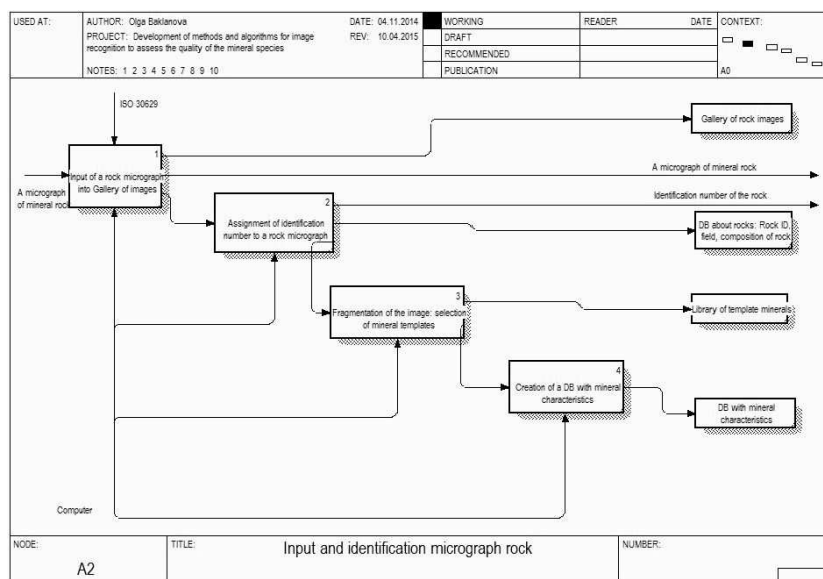 USED AT:
AUTHOR: Olga Baklanova
DATE: 04.11.2014
PROJECT: Development of methods and algorithms for image
recognition to assess the quality of the mineral species
REV: 10.04.2015
NOTES: 1 2 3 4 5 6 7 8 9 10
WORKING
DRAFT
RECOMMENDED
PUBLICATION
READER
DATE
CONTEXT:
A0
ISO 30629
Gallery of rock images
1
Input of a rock micrograph
into Gallery of images
A micrograph of mineral rock
A micrograph
of mineral rock
Identification number of the rock
2
Assignment of identification
number to a rock micrograph
DB about rocks: Rock ID,
field, composition of rock
3
Fragmentation of the image: selection
of mineral templates
Library of template minerals
4
Creation of a DB with mineral
characteristics
DB with mineral
characteristics
Computer
NODE:
A2
TITLE:
Input and identification micrograph rock
NUMBER: